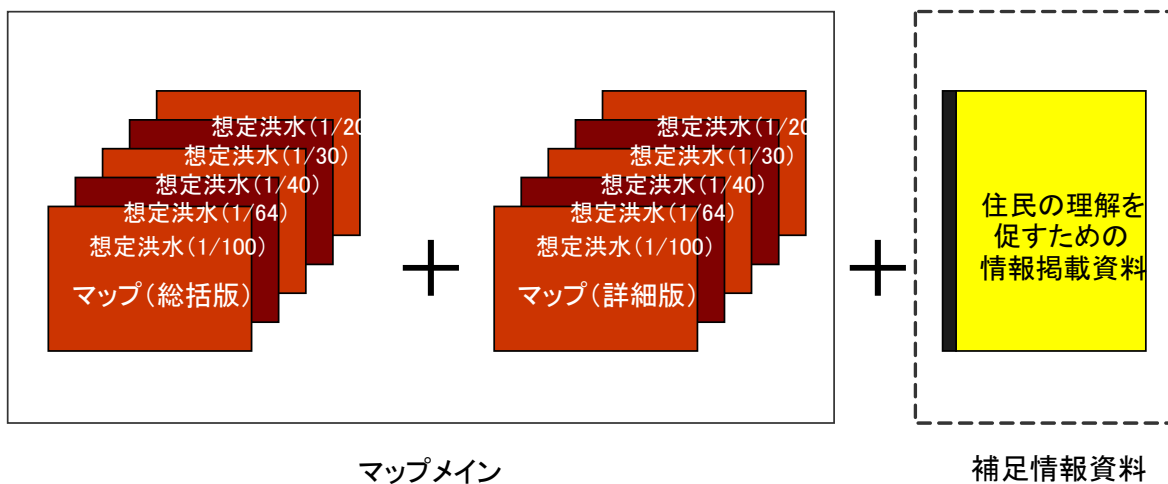 想定洪水(1/20
想定洪水(1/30)
想定洪水(1/40)
想定洪水(1/64)
想定洪水(1/100)
マップ(総括版)
＋
想定洪水(1/20
想定洪水(1/30)
想定洪水(1/40)
想定洪水(1/64)
想定洪水(1/100)
マップ(詳細版)
＋
住民の理解を
促すための
情報掲載資料
マップメイン
補足情報資料